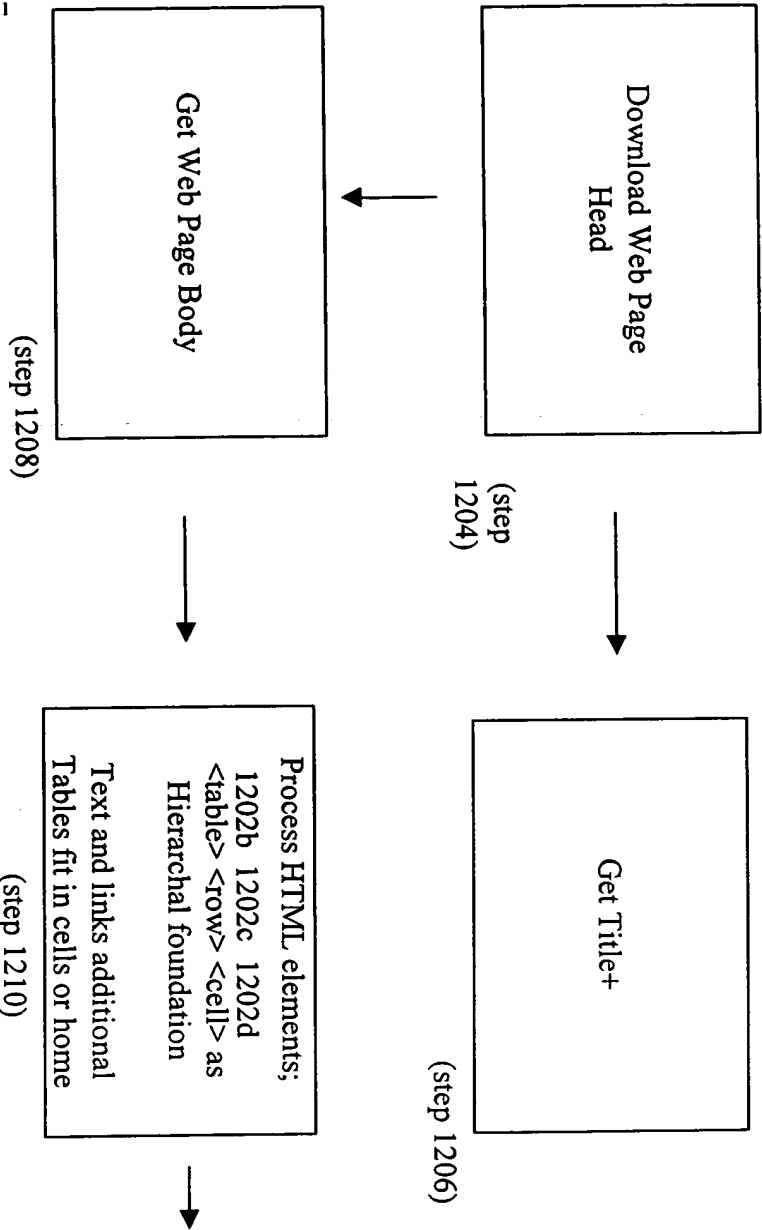 Download Web Page
Head
(step
1204)
Get Title+
(step 1206)
Get Web Page Body
(step 1208)
Process HTML elements;
1202b 1202c 1202d
<table> <row> <cell> as
Hierarchal foundation
Text and links additional
Tables fit in cells or home
(step 1210)